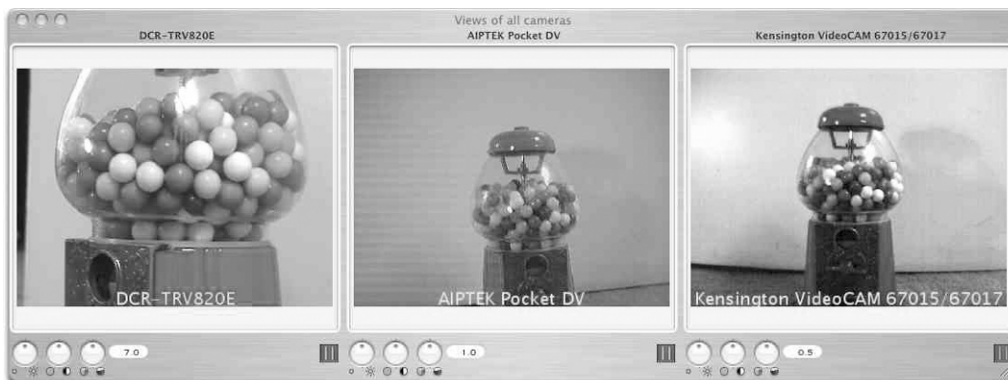 Views of all cameras
DCR-TRV820E
AIPTEK Pocket DV
Kensington VideoCAM 67015/67017
DCR-TRV820E
AIPTEK Pocket DV
Kensington VideoCAM 67015/67017
7.0
1.0
0.5